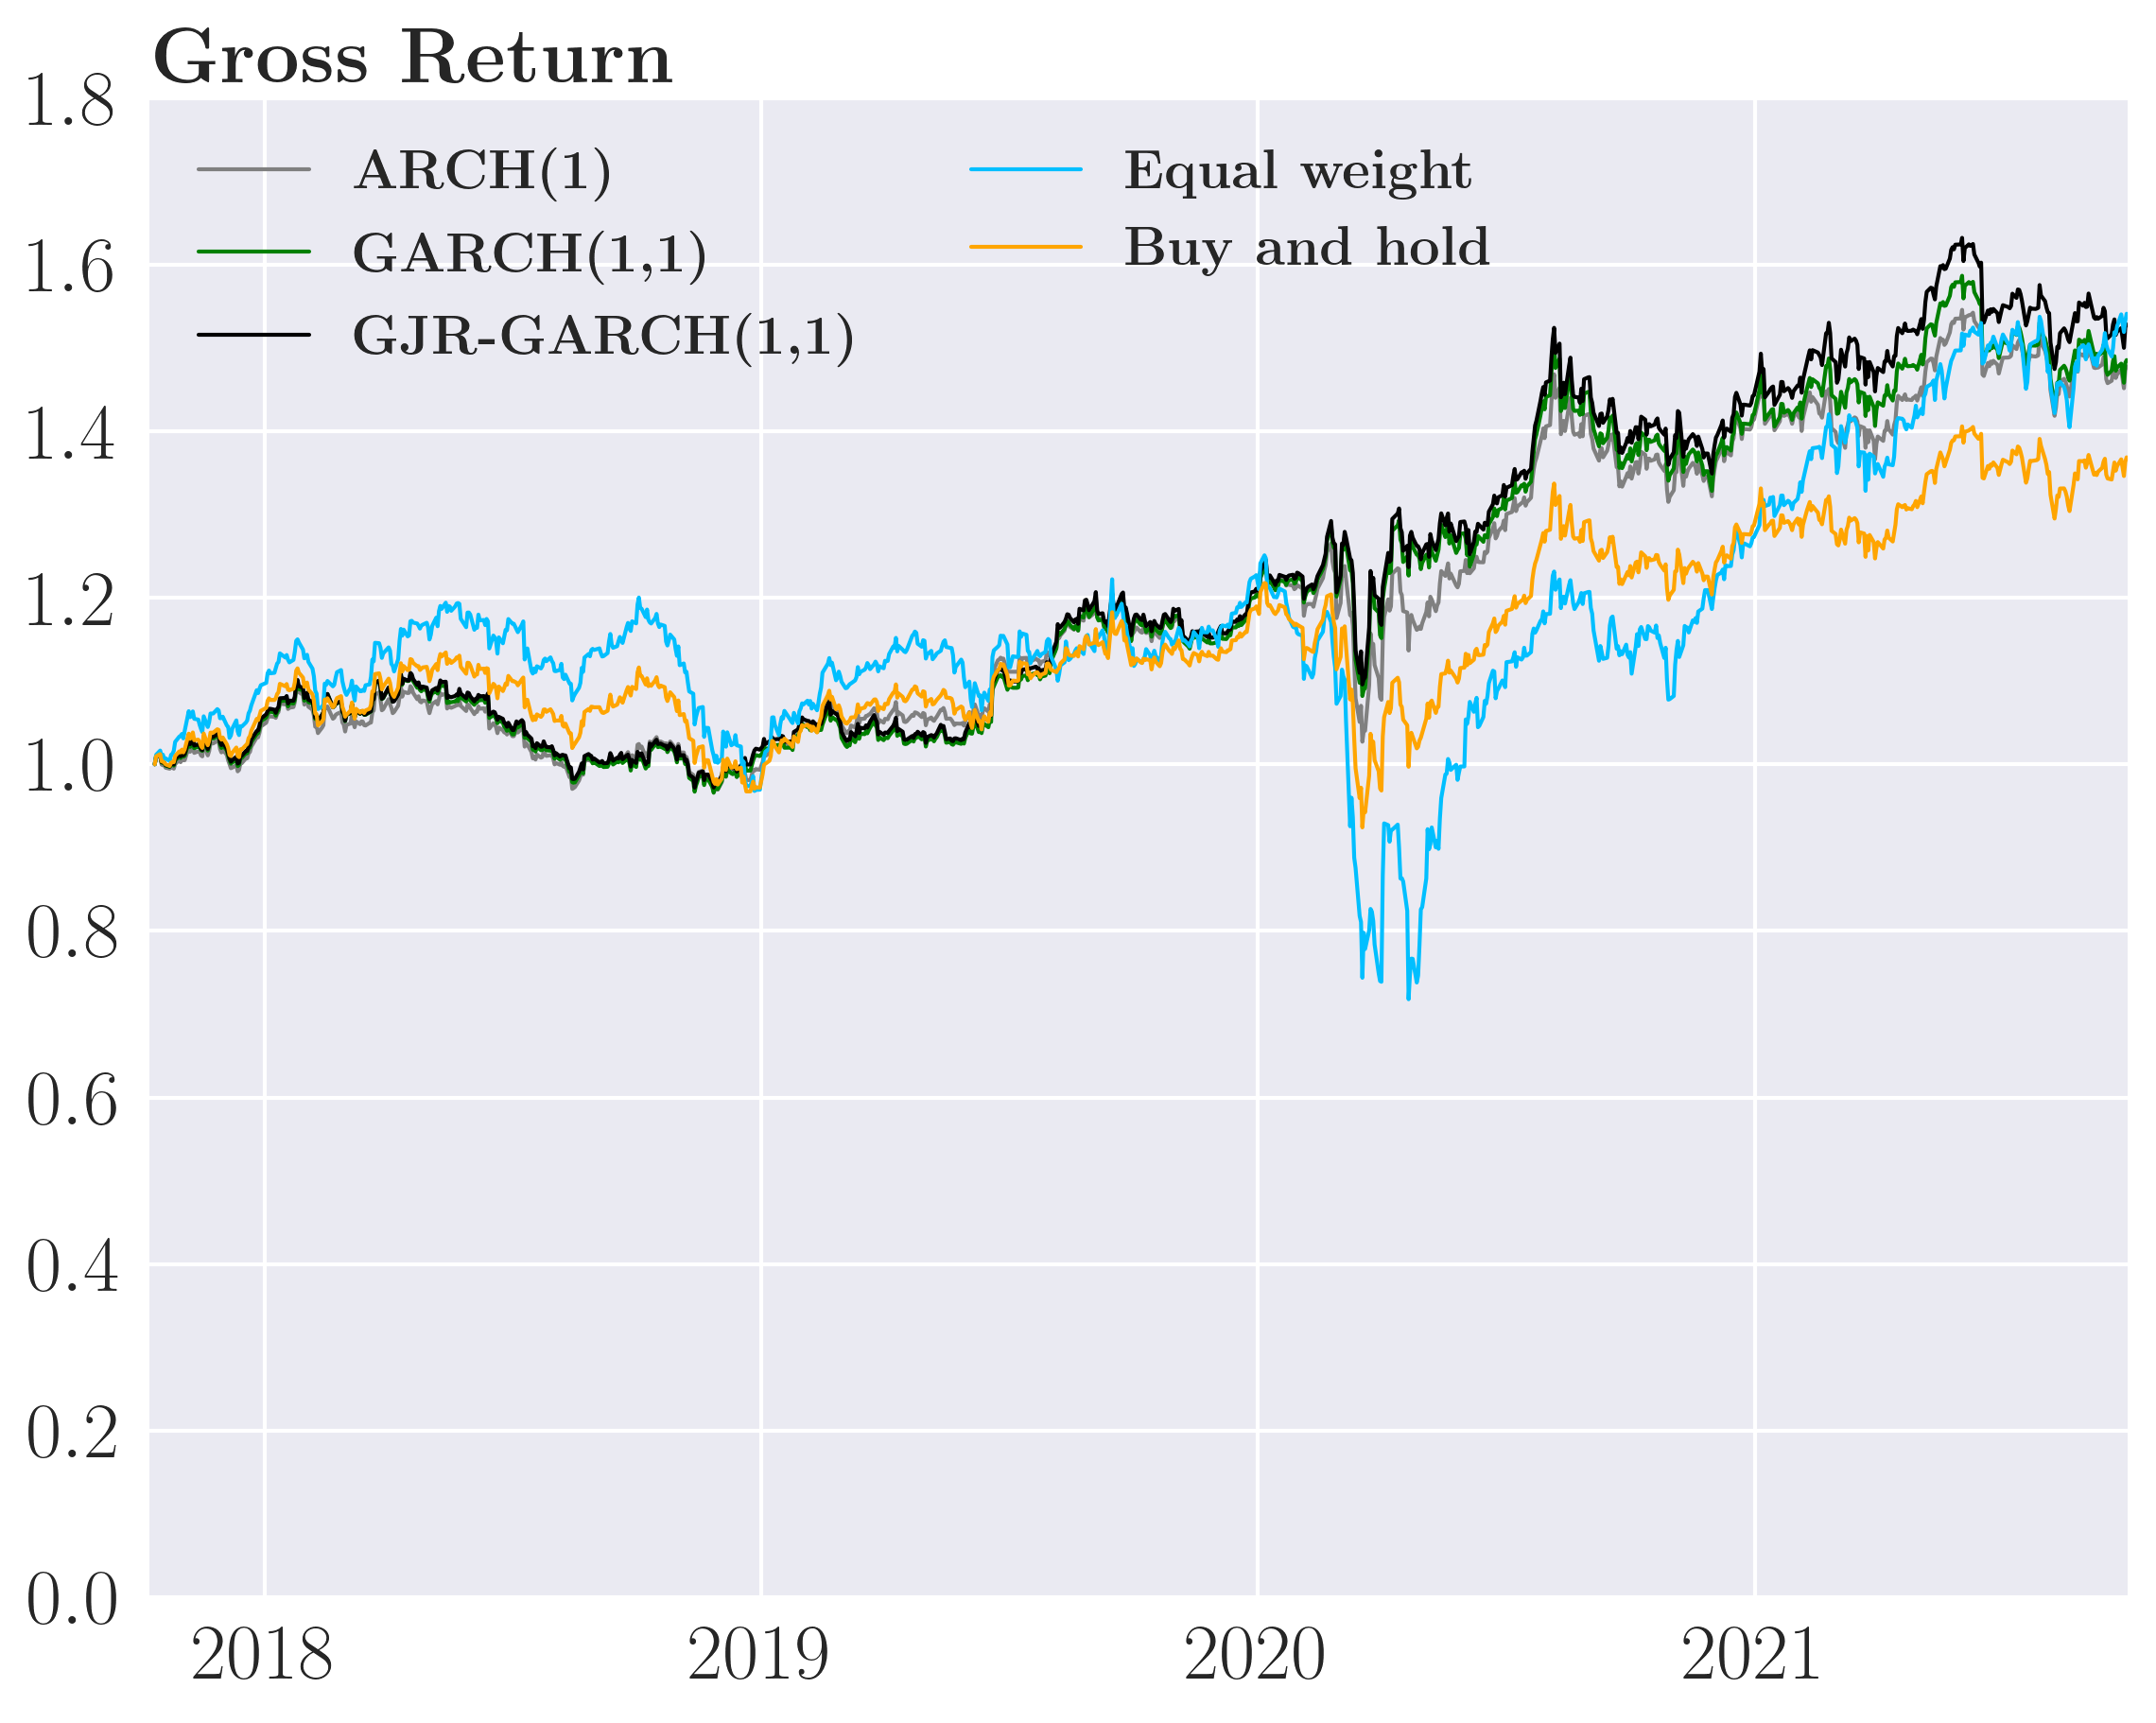 Gross Return
1.8
1.6
1.4
1.2
1.0
0.8
0.6
0.4
0.2
0.0
ARCH(1)
GARCH(1,1)
GJR-GARCH(1,1)
Equal weight
Buy and hold
2018 2019 2020 2021